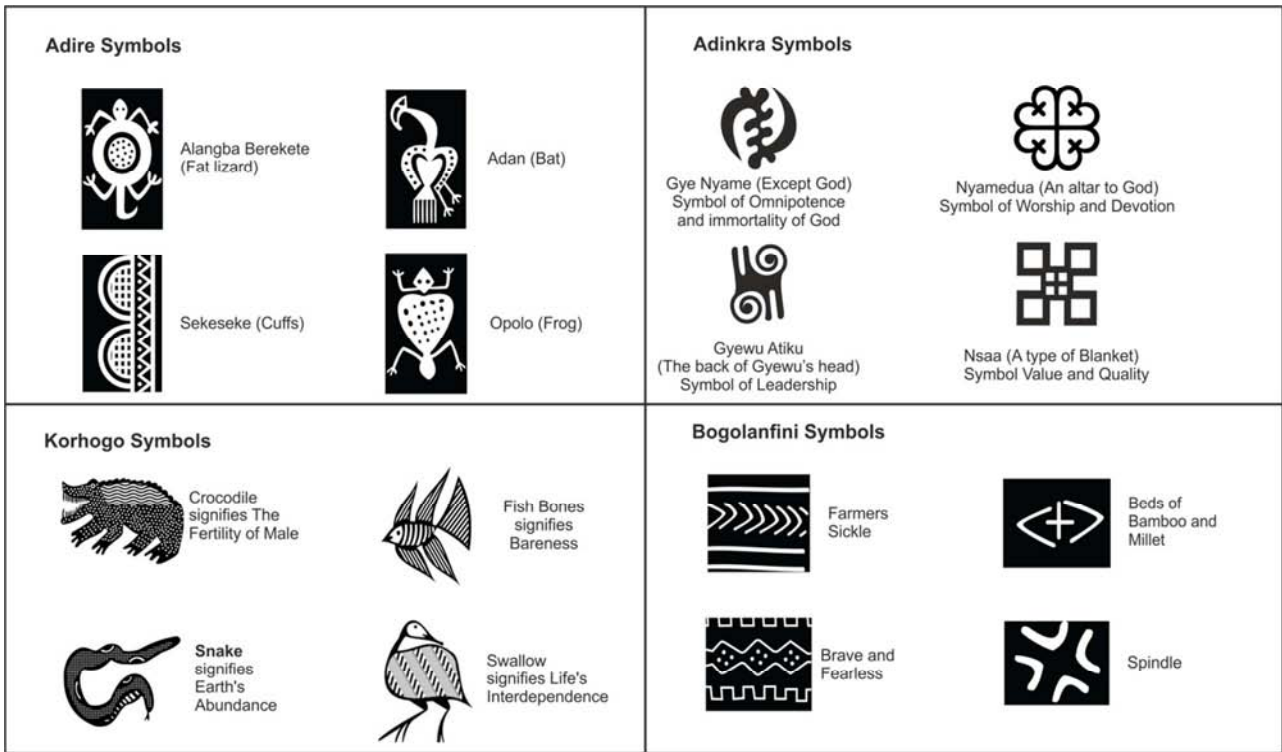 Adire Symbols
Alangba Berekete
(Fat lizard)
Adan (Bat)
Sekeseke (Cuffs)
Opolo (Frog)
Adinkra Symbols
Gye Nyame (Except God)
Symbol of Omnipotence
and immortality of God
Nyamedua (An altar to God)
Symbol of Worship and Devotion
Gyewu Atiku
(The back of Gyewu's head)
Symbol of Leadership
Nsaa (A type of Blanket)
Symbol Value and Quality
Korhogo Symbols
Crocodile
signifies The
Fertility of Male
Fish Bones
signifies
Bareness
Snake
signifies
Earth's
Abundance
Swallow
signifies Life's
Interdependence
Bogolanfini Symbols
Farmers
Sickle
Beds of
Bamboo and
Millet
Brave and
Fearless
Spindle